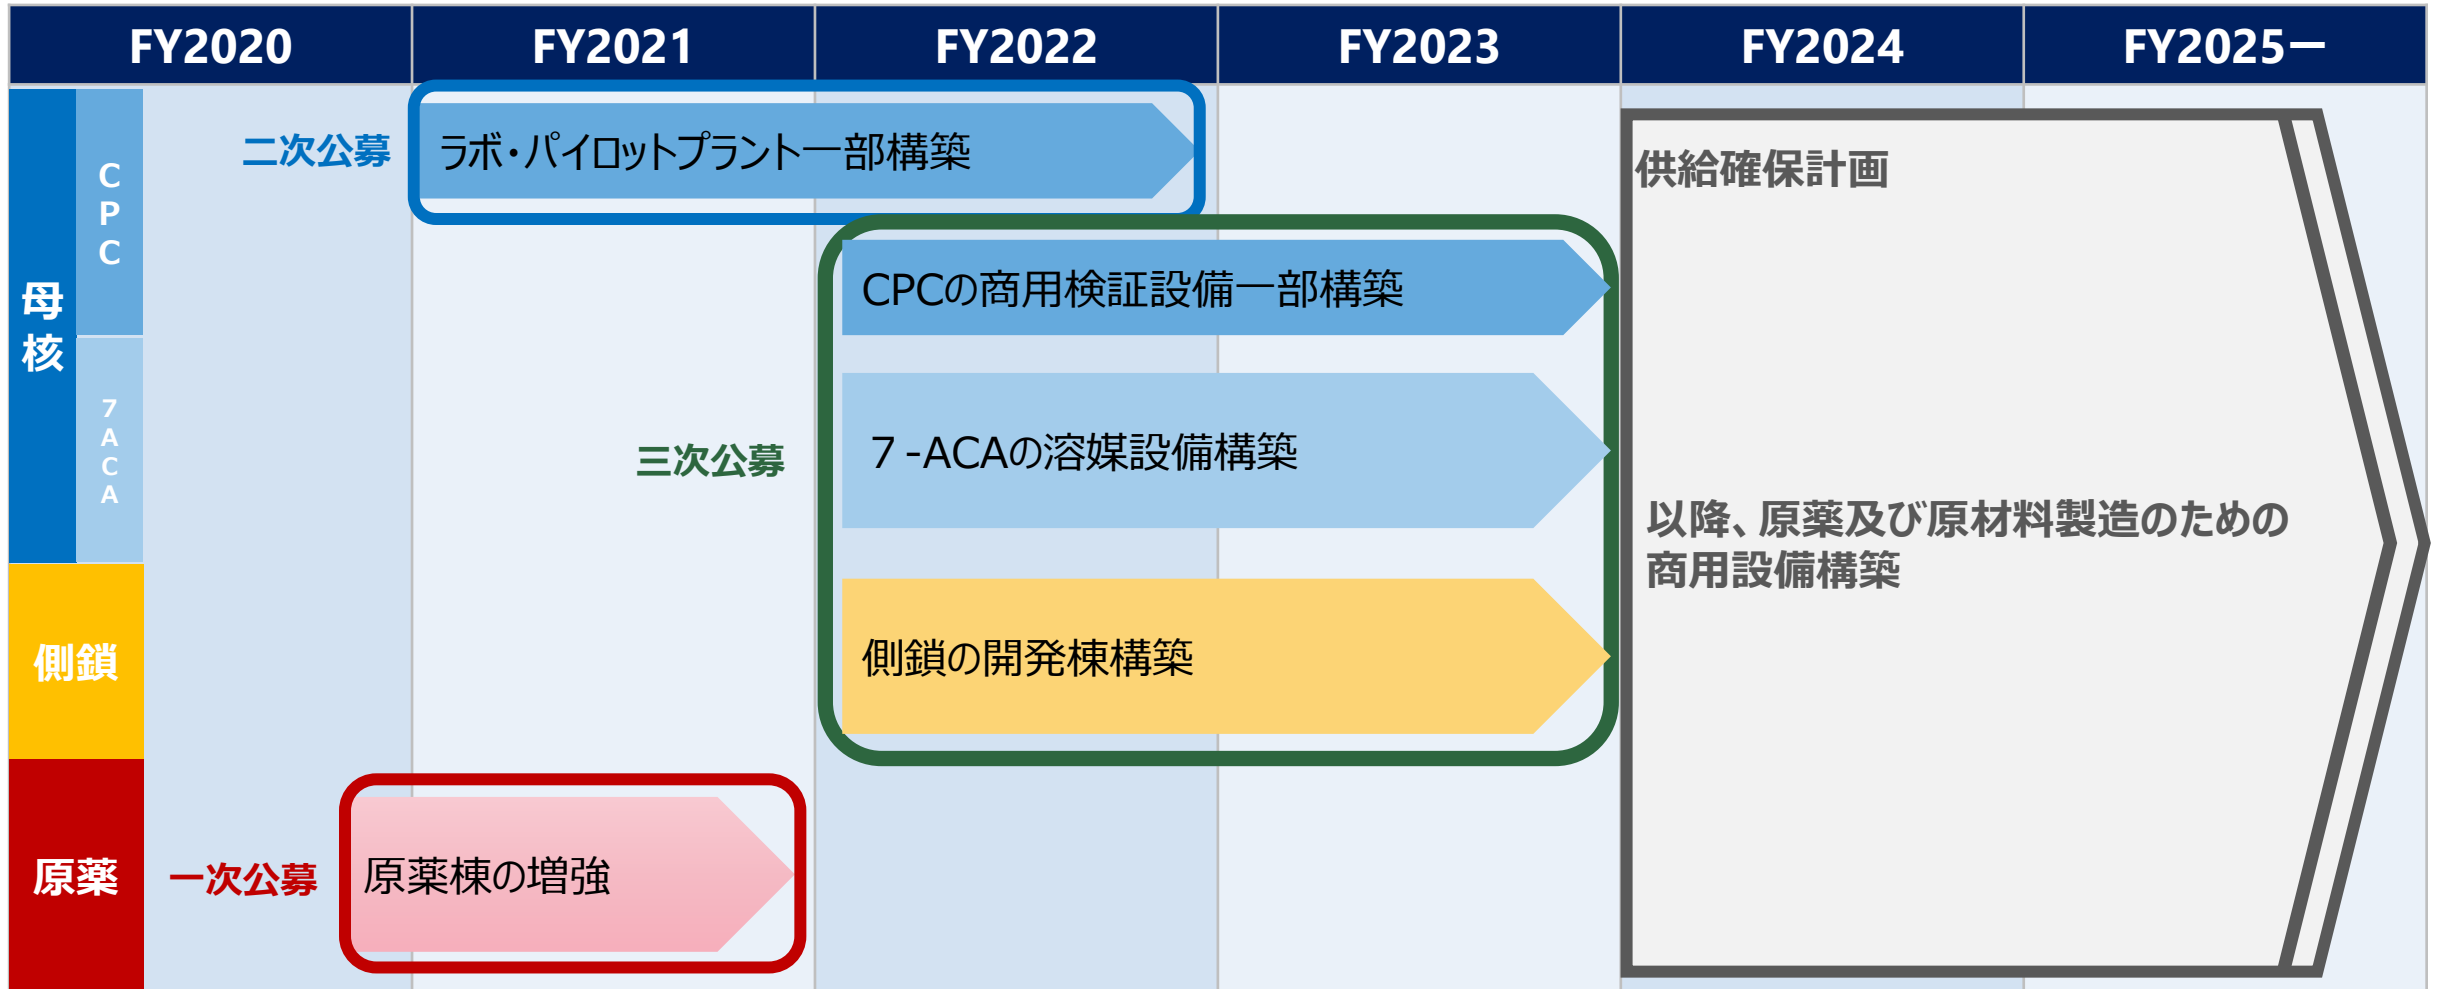 FY2020
FY2021
FY2022
FY2023
FY2024
FY2025ー
母核
CPC
二次公募
ラボ・パイロットプラント一部構築
供給確保計画
CPCの商用検証設備一部構築
7ACA
三次公募
７-ACAの溶媒設備構築
以降、原薬及び原材料製造のための
商用設備構築
側鎖
側鎖の開発棟構築
原薬
一次公募
原薬棟の増強